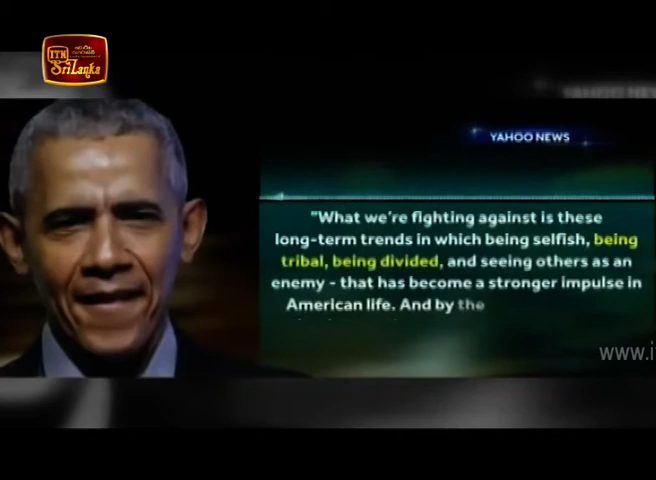 ITN
Sri Lanka
YAHOO NEWS
"What we're fighting against is these
long-term trends in which being selfish, being
tribal, being divided, and seeing others as an
enemy - that has become a stronger impulse in
American life. And by the
www.i